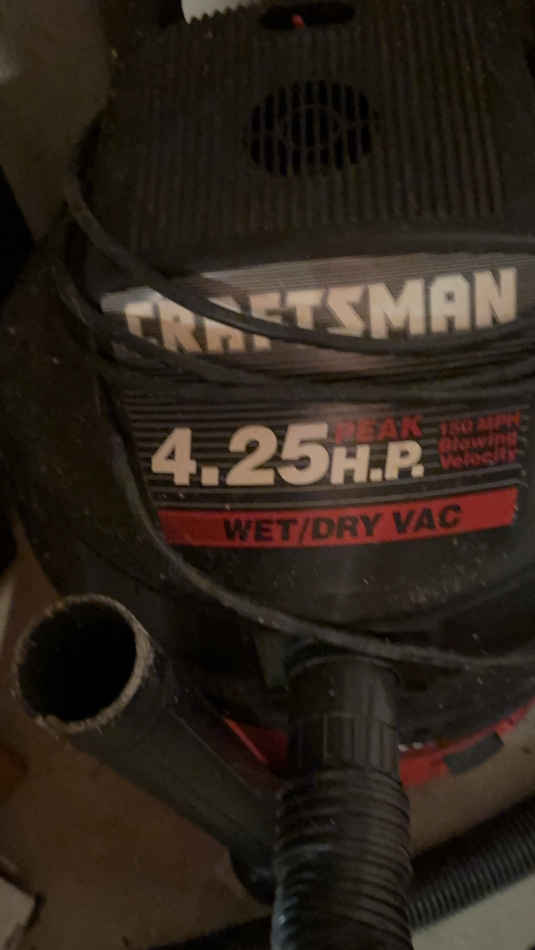 CRAFTSMAN
4.25 PEAK H.P.
150 MPH
Blowing
Velocity
WET/DRY VAC